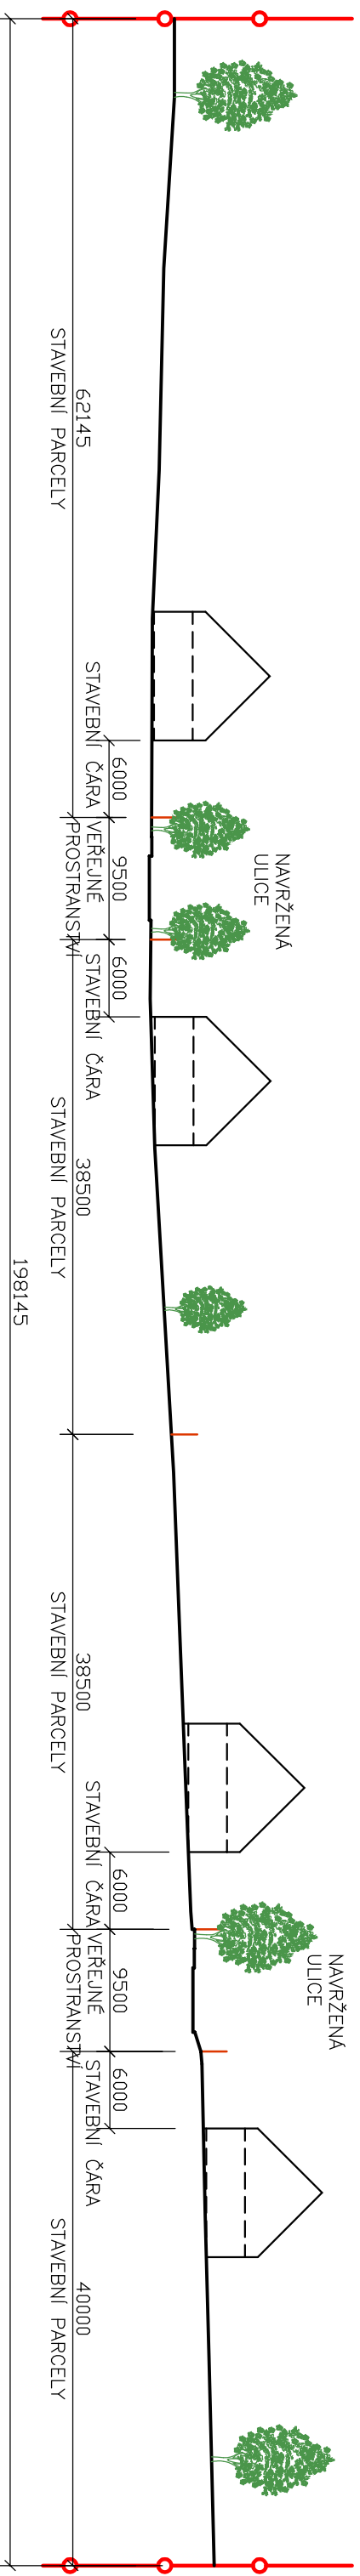 NAVRŽENÁ
ULICE
NAVRŽENÁ
ULICE
6000
9500
6000
6000
9500
6000
STAVEBNÍ ČÁRA
VEŘEJNÉ
PROSTRANSTVÍ
STAVEBNÍ ČÁRA
STAVEBNÍ ČÁRA
VEŘEJNÉ
PROSTRANSTVÍ
STAVEBNÍ ČÁRA
62145
38500
38500
40000
STAVEBNÍ PARCELY
STAVEBNÍ PARCELY
STAVEBNÍ PARCELY
STAVEBNÍ PARCELY
198145